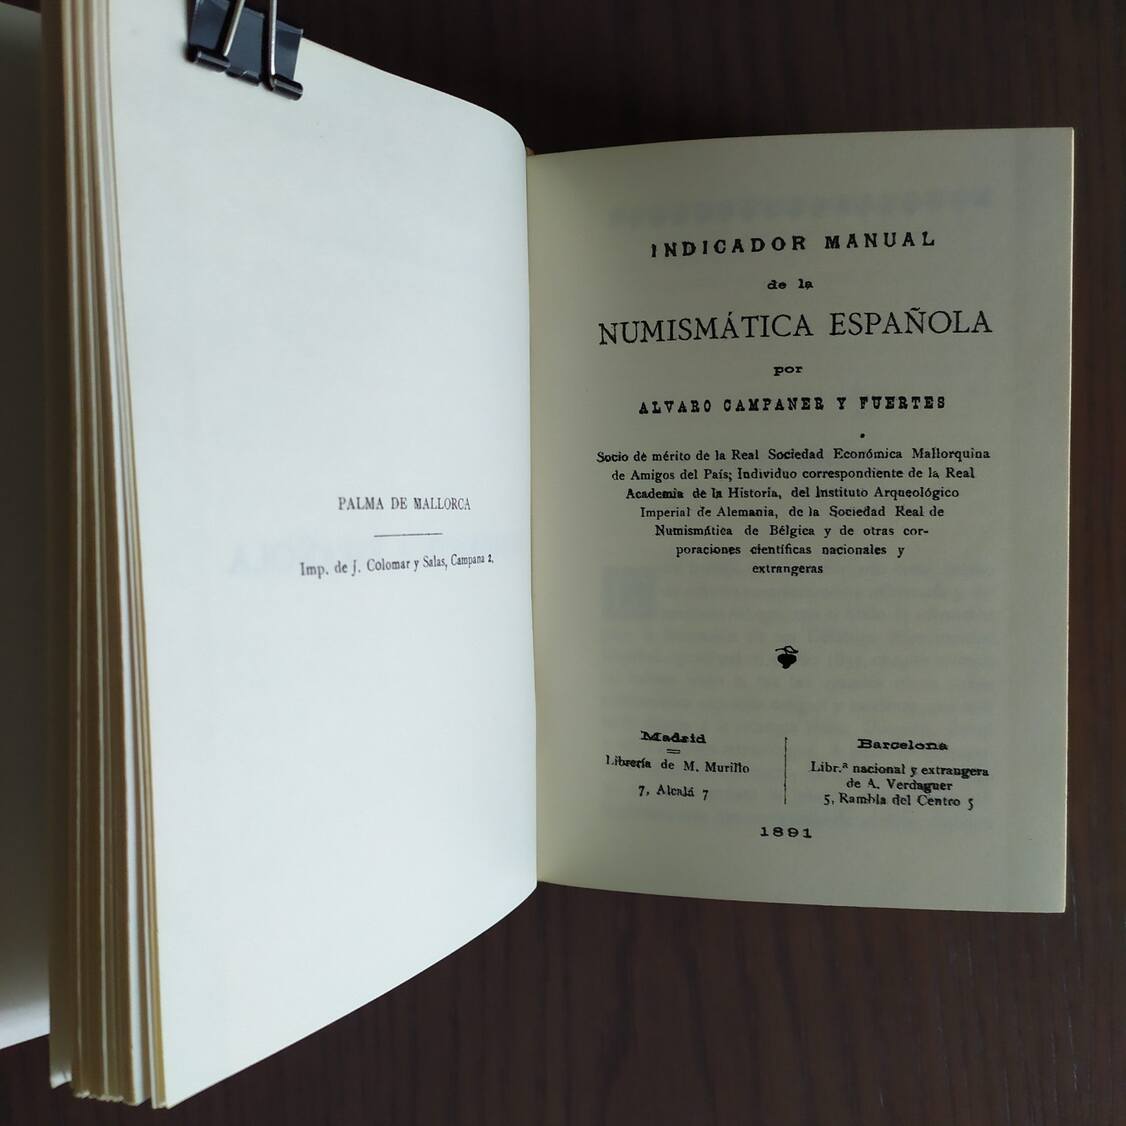 PALMA DE MALLORCA
Imp. de J. Colomar y Salas, Campana 2.
INDICADOR MANUAL
de la
NUMISMÁTICA ESPAÑOLA
por
ALVARO CAMPANER Y FUERTES
Socio de mérito de la Real Sociedad Económica Mallorquina
de Amigos del País; Individuo correspondiente de la Real
Academia de la Historia, del Instituto Arqueológico
Imperial de Alemania, de la Sociedad Real de
Numismática de Bélgica y de otras cor-
poraciones científicas nacionales y
extrangeras
Madrid
Librería de M. Murillo
7, Alcalá 7
Barcelona
Libr.ª nacional y extrangera
de A. Verdaguer
5, Rambla del Centro 5
1891